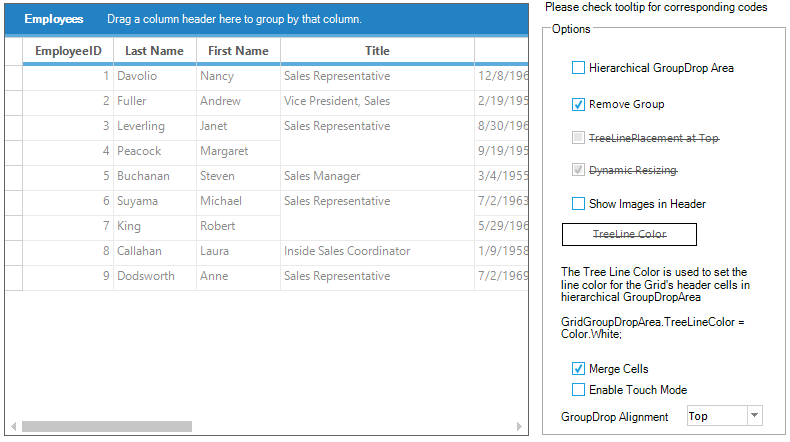 Employees Drag a column header here to group by that column.
EmployeeID Last Name First Name Title
1 Davolio Nancy Sales Representative 12/8/196
2 Fuller Andrew Vice President, Sales 2/19/195
3 Leverling Janet Sales Representative 8/30/196
4 Peacock Margaret 9/19/195
5 Buchanan Steven Sales Manager 3/4/1955
6 Suyama Michael Sales Representative 7/2/1963
7 King Robert 5/29/196
8 Callahan Laura Inside Sales Coordinator 1/9/1958
9 Dodsworth Anne Sales Representative 7/2/1969
Please check tooltip for corresponding codes
Options
Hierarchical GroupDrop Area
Remove Group
TreeLinePlacement at Top
Dynamic Resizing
Show Images in Header
TreeLine Color
The Tree Line Color is used to set the
line color for the Grid's header cells in
hierarchical GroupDropArea
GridGroupDropArea.TreeLineColor =
Color.White;
Merge Cells
Enable Touch Mode
GroupDrop Alignment Top